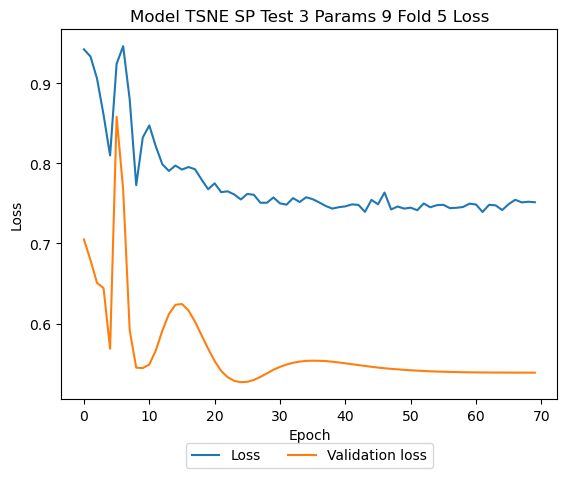 Model TSNE SP Test 3 Params 9 Fold 5 Loss
Loss
0.9
0.8
0.7
0.6
0 10 20 30 40 50 60 70
Epoch
Loss Validation loss